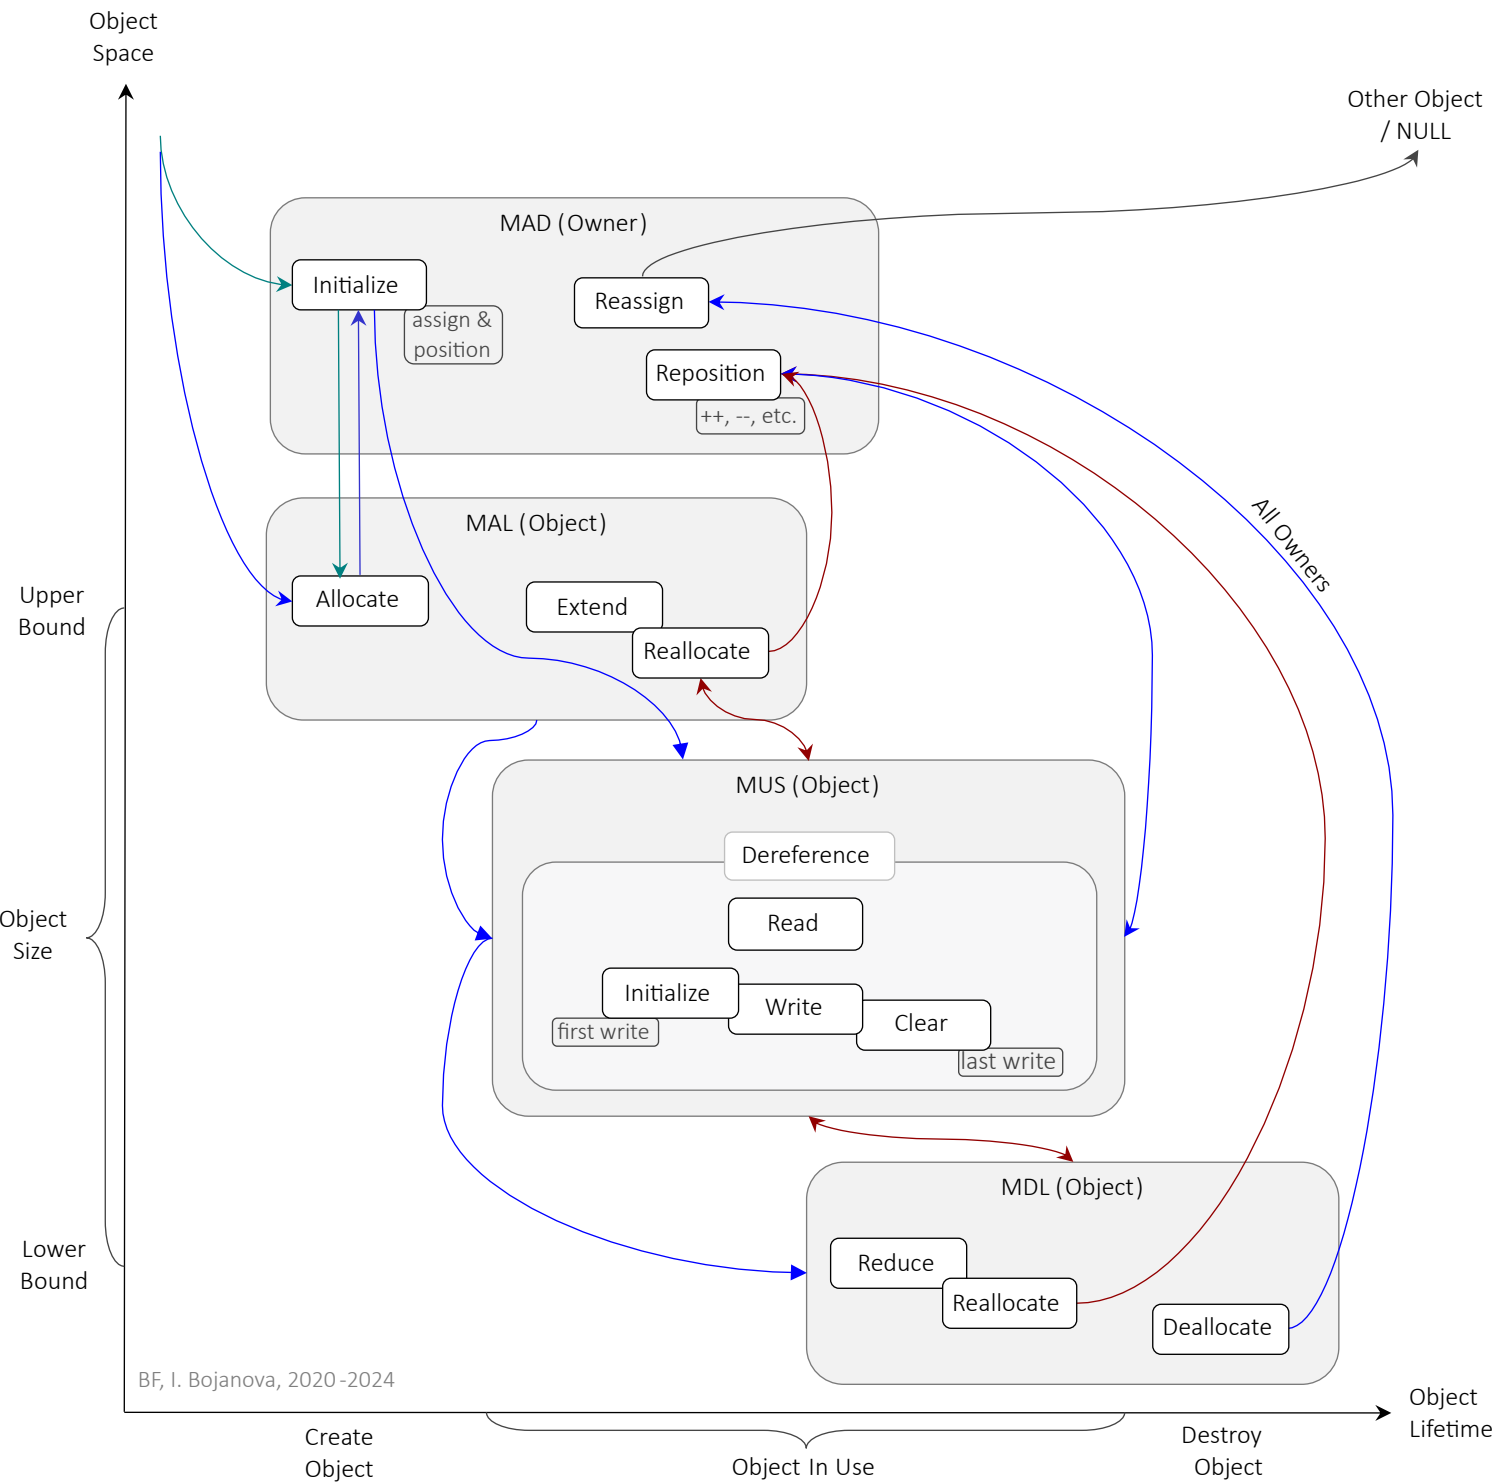 Object
Space
Other Object
/ NULL
MAD (Owner)
Initialize
assign &
position
Reassign
Reposition
++, --, etc.
All Owners
MAL (Object)
Allocate
Extend
Reallocate
Upper
Bound
MUS (Object)
Dereference
Read
Initialize
first write
Write
Clear
last write
Object
Size
MDL (Object)
Reduce
Reallocate
Deallocate
Lower
Bound
BF, I. Bojanova, 2020-2024
Create
Object
Object In Use
Destroy
Object
Object
Lifetime